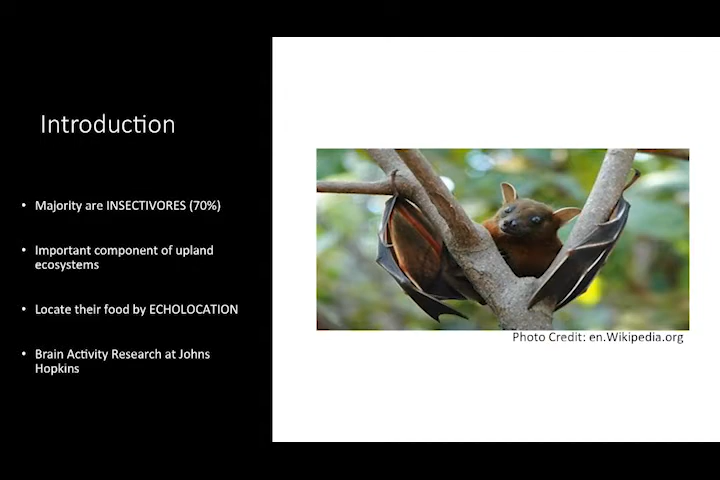 Introduction
• Majority are INSECTIVORES (70%)
• Important component of upland
ecosystems
• Locate their food by ECHOLOCATION
• Brain Activity Research at Johns
Hopkins
Photo Credit: en.Wikipedia.org